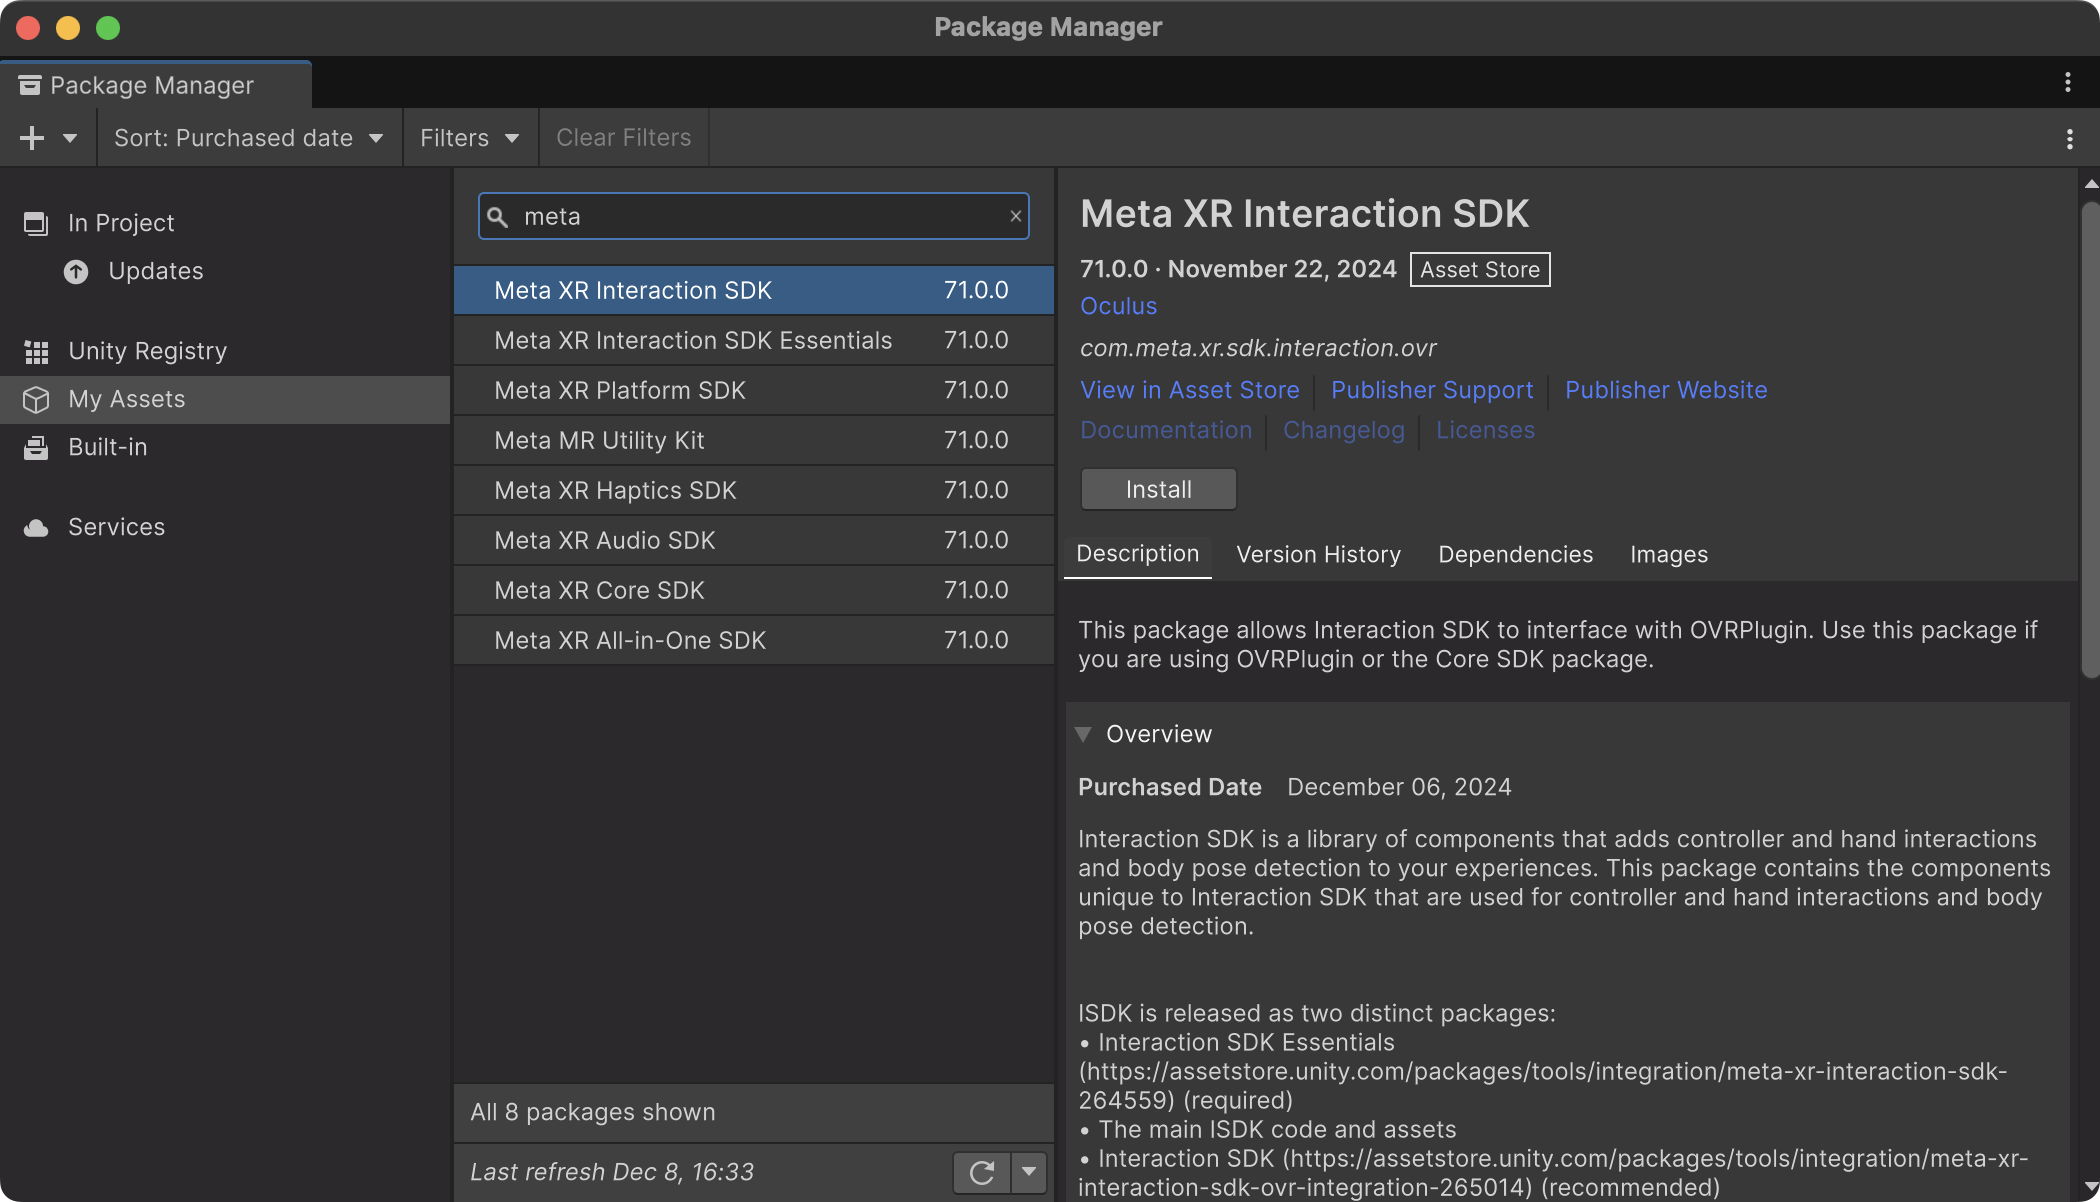 Package Manager
Package Manager
Sort: Purchased date
Filters
Clear Filters
In Project
Updates
Unity Registry
My Assets
Built-in
Services
meta
Meta XR Interaction SDK 71.0.0
Meta XR Interaction SDK Essentials 71.0.0
Meta XR Platform SDK 71.0.0
Meta MR Utility Kit 71.0.0
Meta XR Haptics SDK 71.0.0
Meta XR Audio SDK 71.0.0
Meta XR Core SDK 71.0.0
Meta XR All-in-One SDK 71.0.0
All 8 packages shown
Last refresh Dec 8, 16:33
Meta XR Interaction SDK
71.0.0 · November 22, 2024 Asset Store
Oculus
com.meta.xr.sdk.interaction.ovr
View in Asset Store Publisher Support Publisher Website
Documentation Changelog Licenses
Install
Description Version History Dependencies Images
This package allows Interaction SDK to interface with OVRPlugin. Use this package if
you are using OVRPlugin or the Core SDK package.
Overview
Purchased Date December 06, 2024
Interaction SDK is a library of components that adds controller and hand interactions
and body pose detection to your experiences. This package contains the components
unique to Interaction SDK that are used for controller and hand interactions and body
pose detection.
ISDK is released as two distinct packages:
• Interaction SDK Essentials
(https://assetstore.unity.com/packages/tools/integration/meta-xr-interaction-sdk-
264559) (required)
• The main ISDK code and assets
• Interaction SDK (https://assetstore.unity.com/packages/tools/integration/meta-xr-
interaction-sdk-ovr-integration-265014) (recommended)